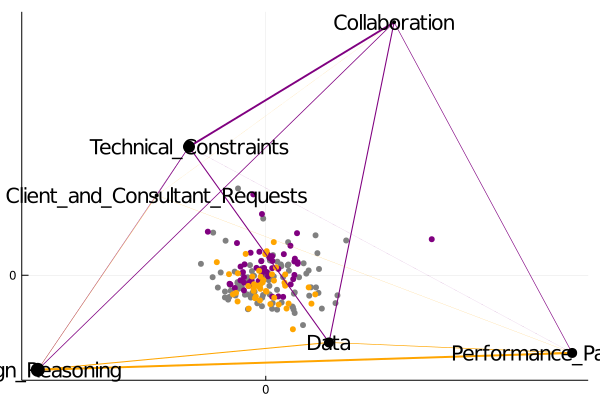 Collaboration
Technical_Constraints
Client_and_Consultant_Requests
0
Data
Performance_Pa
gn_Reasoning
0